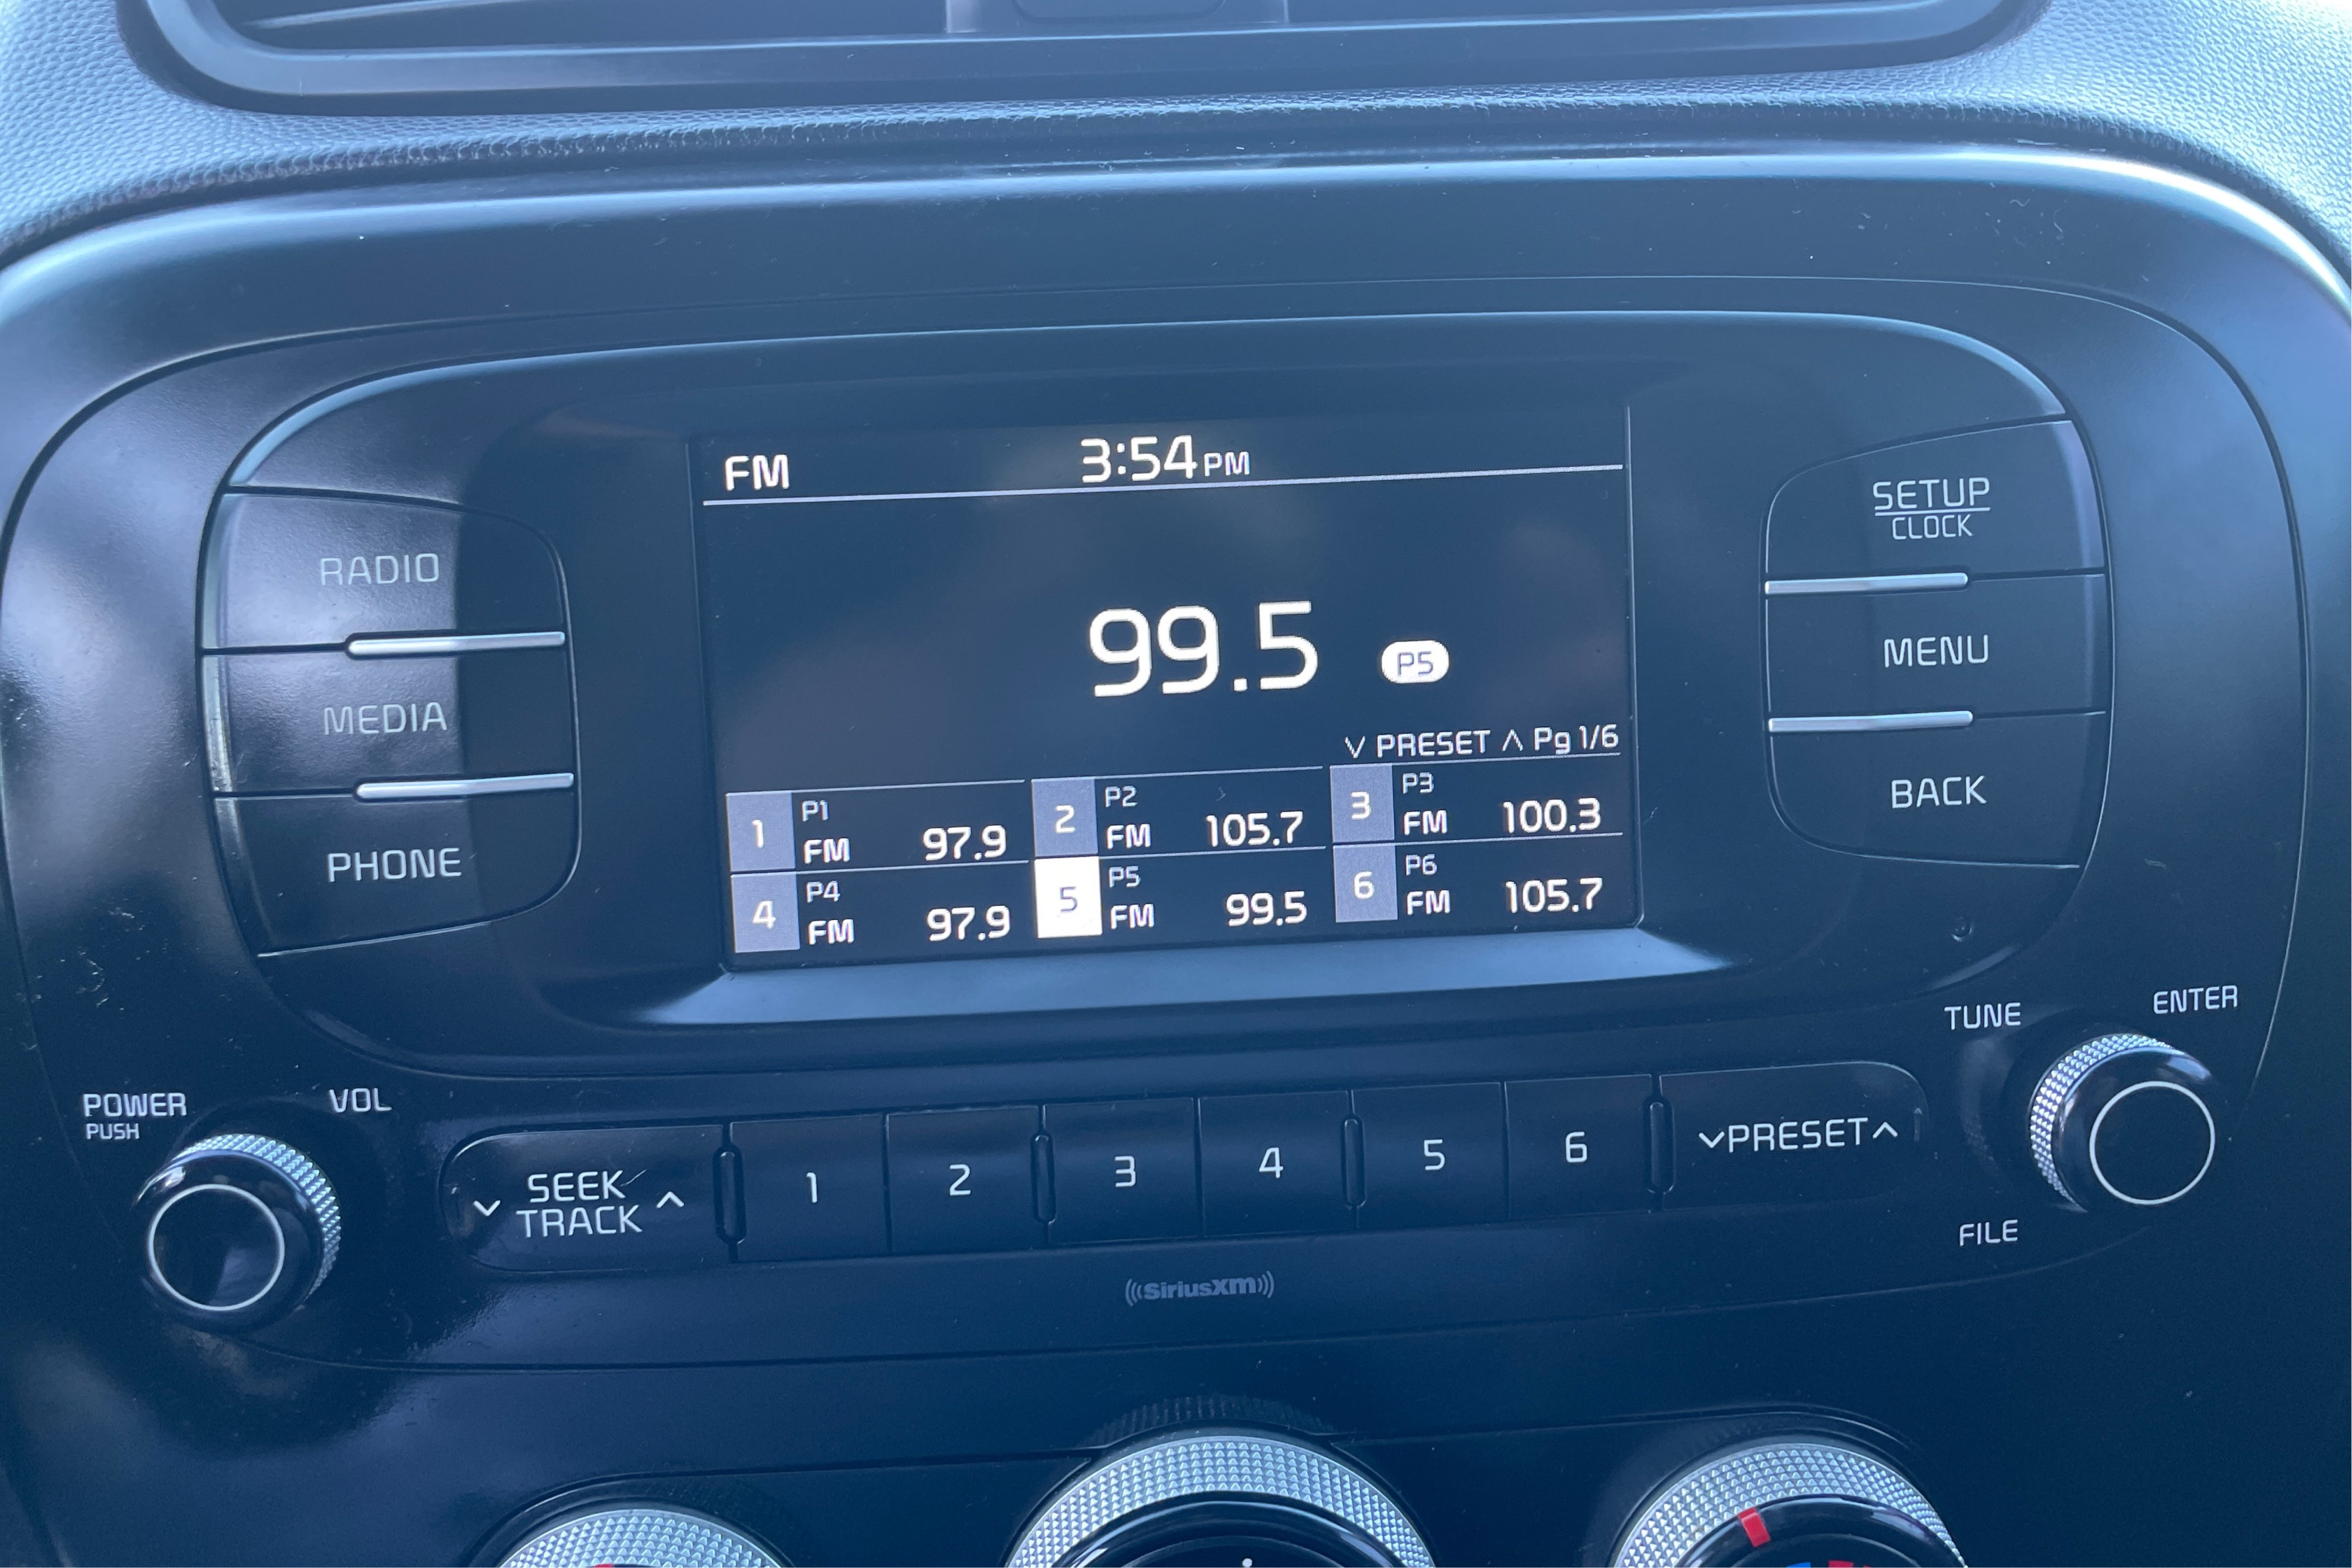 FM 3:54 PM
99.5 P5
∨ PRESET ∧ Pg 1/6
1 P1 FM 97.9
2 P2 FM 105.7
3 P3 FM 100.3
4 P4 FM 97.9
5 P5 FM 99.5
6 P6 FM 105.7
RADIO
MEDIA
PHONE
SETUP
CLOCK
MENU
BACK
POWER
PUSH
VOL
SEEK
TRACK
1 2 3 4 5 6
PRESET
TUNE
ENTER
FILE
SiriusXM